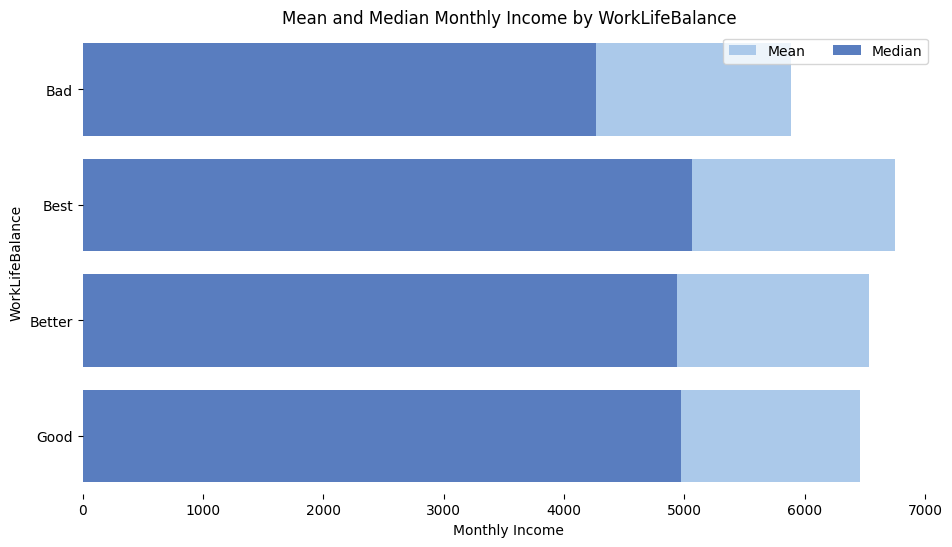 Mean and Median Monthly Income by WorkLifeBalance
Mean Median
WorkLifeBalance
Bad
Best
Better
Good
0 1000 2000 3000 4000 5000 6000 7000
Monthly Income